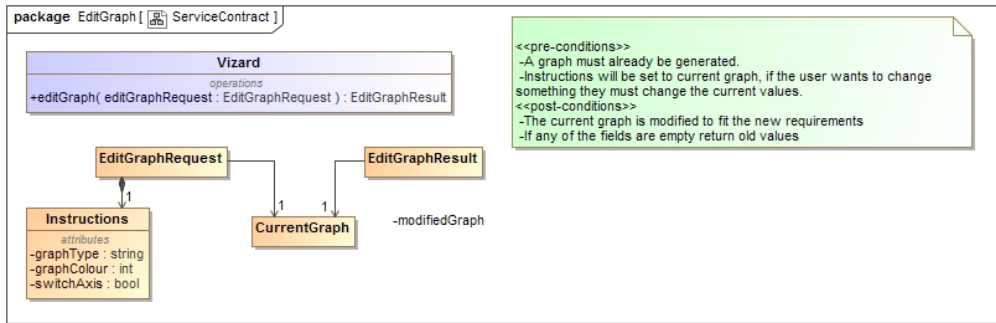 package EditGraph [ ServiceContract ]
Vizard
operations
+editGraph( editGraphRequest : EditGraphRequest ) : EditGraphResult
<<pre-conditions>>
-A graph must already be generated.
-Instructions will be set to current graph, if the user wants to change
something they must change the current values.
<<post-conditions>>
-The current graph is modified to fit the new requirements
-If any of the fields are empty return old values
EditGraphRequest
EditGraphResult
1
1
1
Instructions
attributes
-graphType : string
-graphColour : int
-switchAxis : bool
CurrentGraph
-modifiedGraph